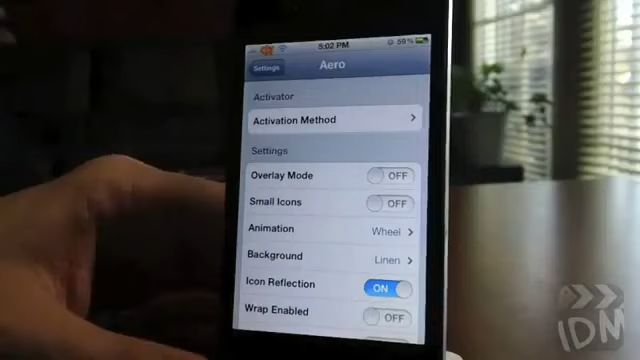 5:02 PM 59%
Settings Aero
Activator
Activation Method
Settings
Overlay Mode OFF
Small Icons OFF
Animation Wheel
Background Linen
Icon Reflection ON
Wrap Enabled OFF
IDM